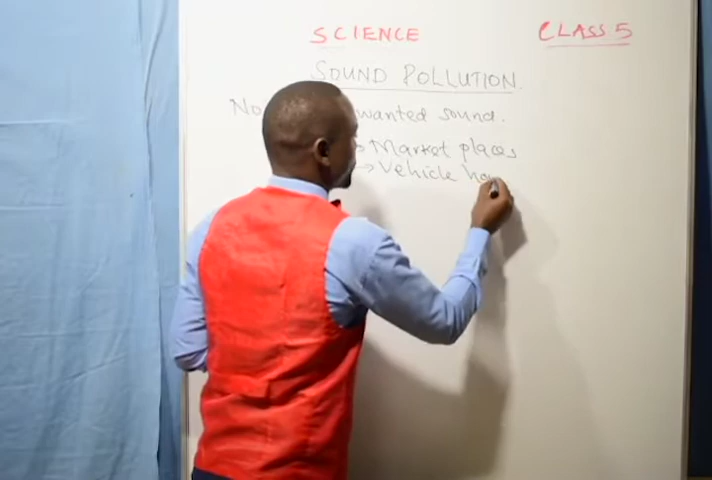 SCIENCE CLASS 5
SOUND POLLUTION.
wanted sound.
Market places
→ Vehicle